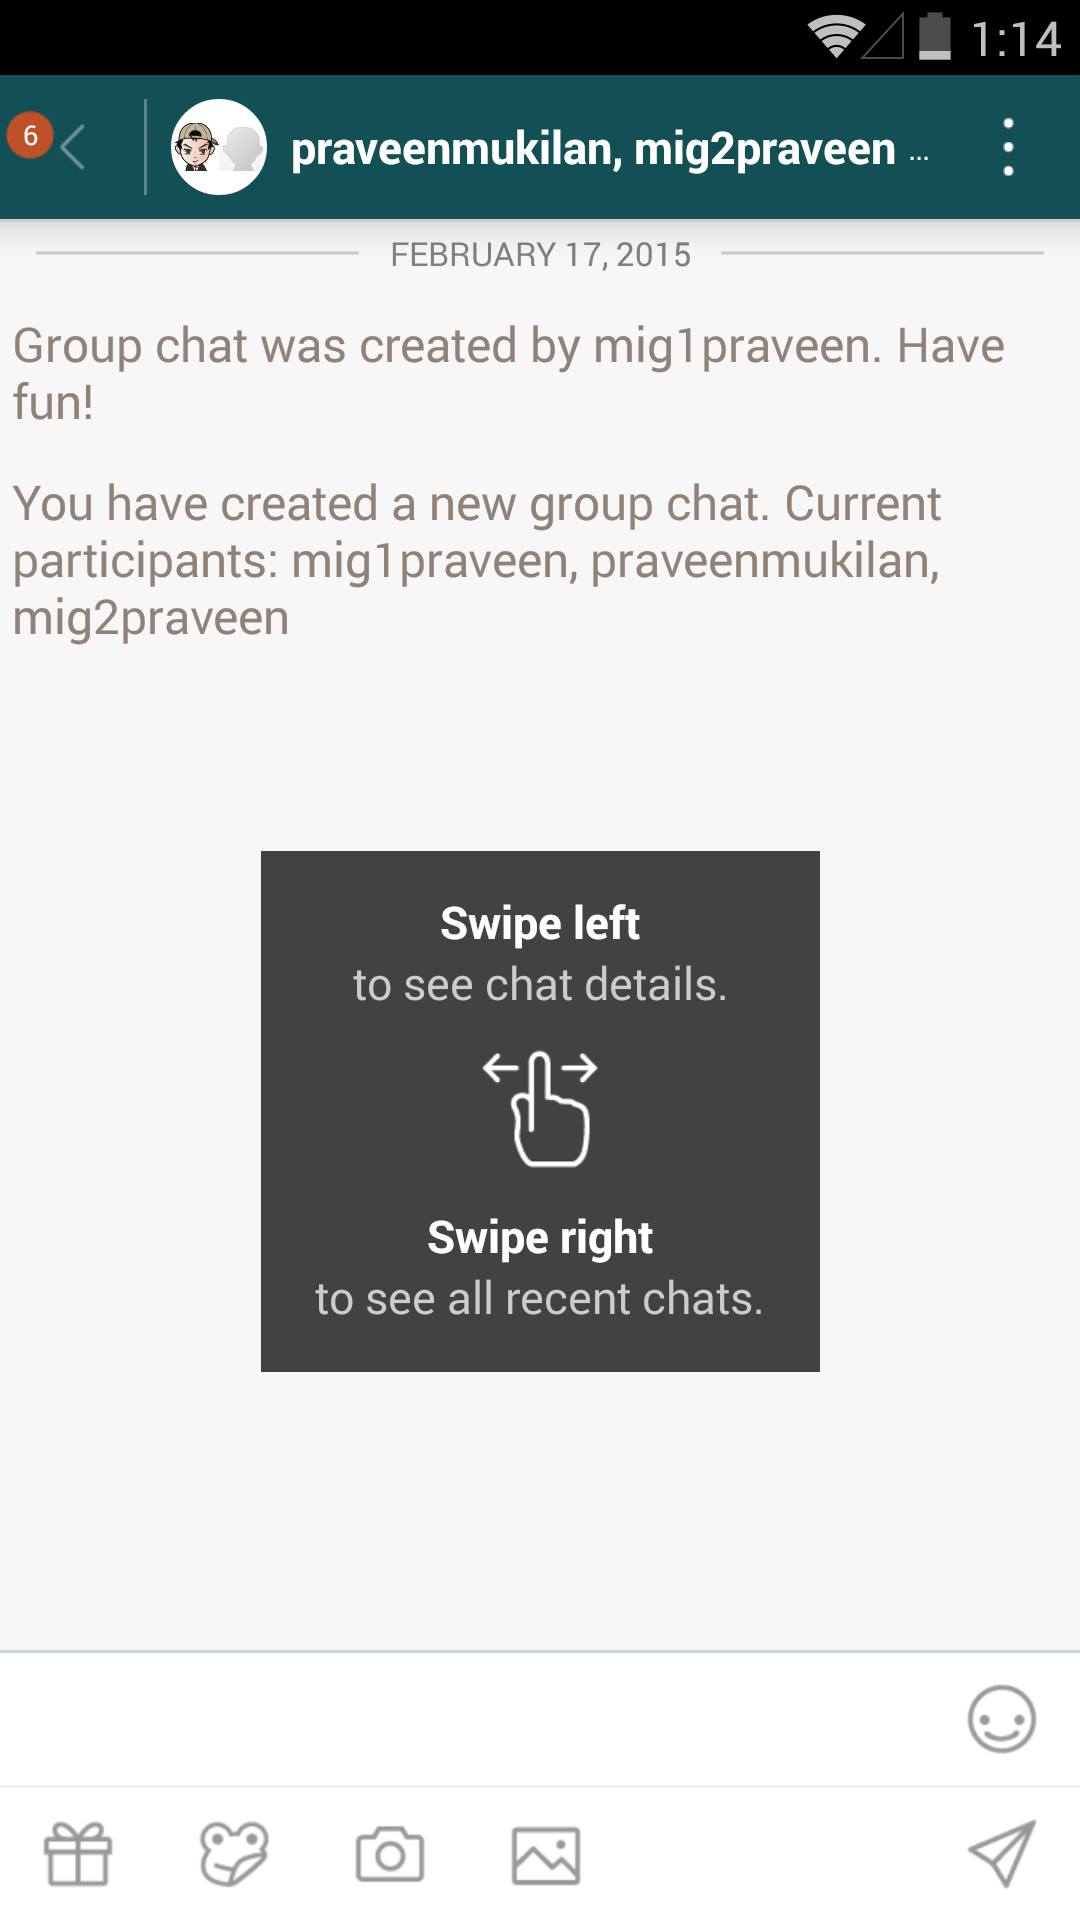 1:14
6
praveenmukilan, mig2praveen ...
FEBRUARY 17, 2015
Group chat was created by mig1praveen. Have
fun!
You have created a new group chat. Current
participants: mig1praveen, praveenmukilan,
mig2praveen
Swipe left
to see chat details.
Swipe right
to see all recent chats.